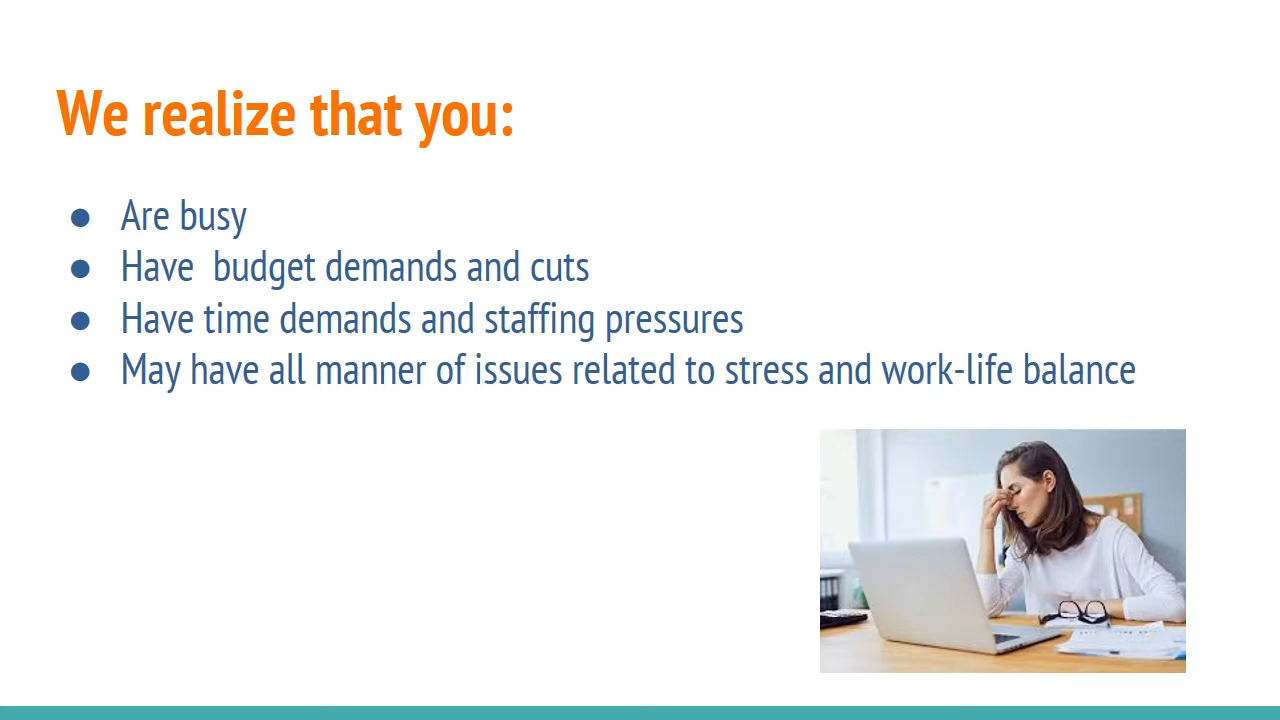 We realize that you:
● Are busy
● Have  budget demands and cuts
● Have time demands and staffing pressures
● May have all manner of issues related to stress and work-life balance